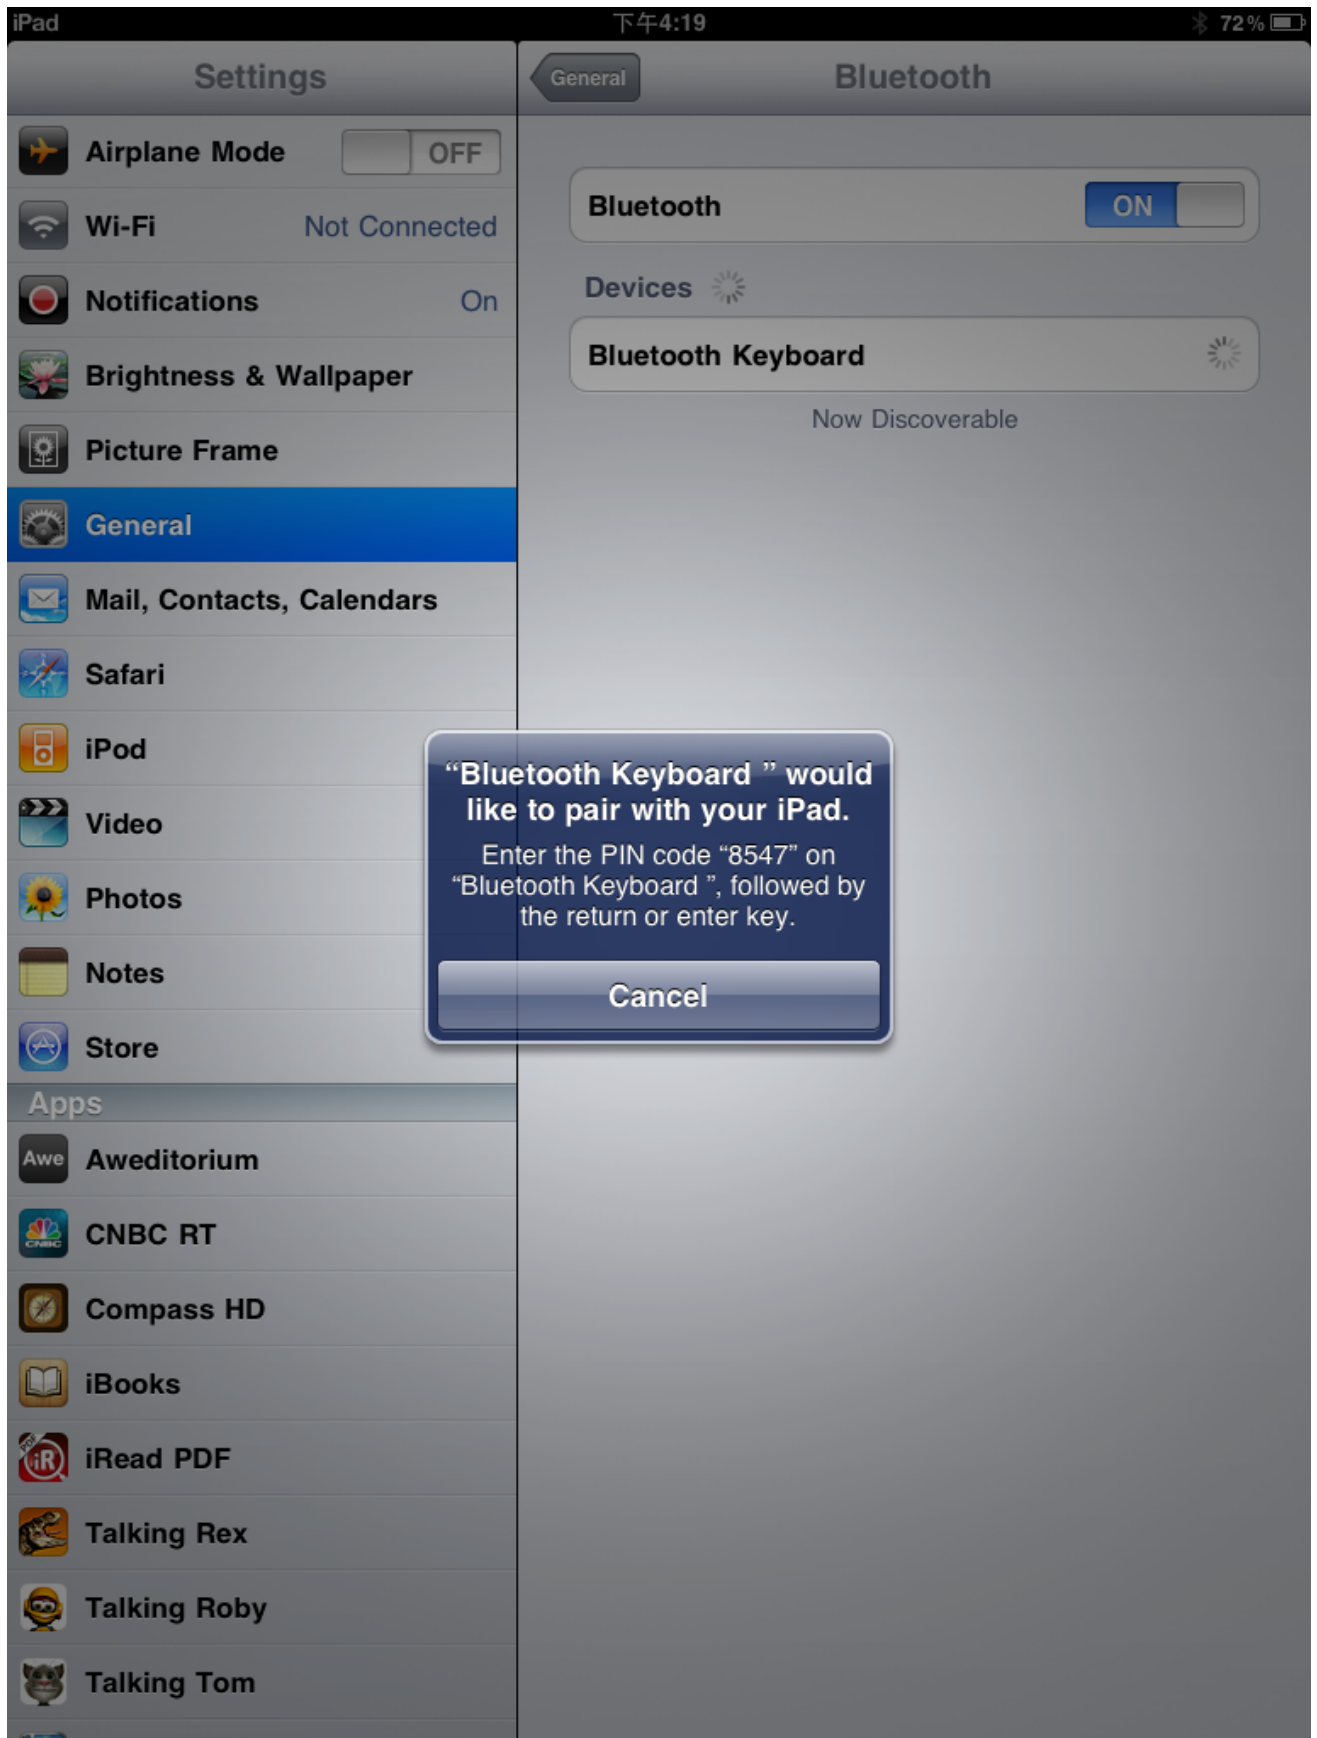 iPad 下午4:19 72%
Settings
General Bluetooth
Airplane Mode OFF
Wi-Fi Not Connected
Notifications On
Brightness & Wallpaper
Picture Frame
General
Mail, Contacts, Calendars
Safari
iPod
Video
Photos
Notes
Store
Apps
Awe Aweditorium
CNBC CNBC RT
Compass HD
iBooks
PDF iR iRead PDF
Talking Rex
Talking Roby
Talking Tom
Bluetooth ON
Devices
Bluetooth Keyboard
Now Discoverable
“Bluetooth Keyboard ” would
like to pair with your iPad.
Enter the PIN code “8547” on
“Bluetooth Keyboard ”, followed by
the return or enter key.
Cancel